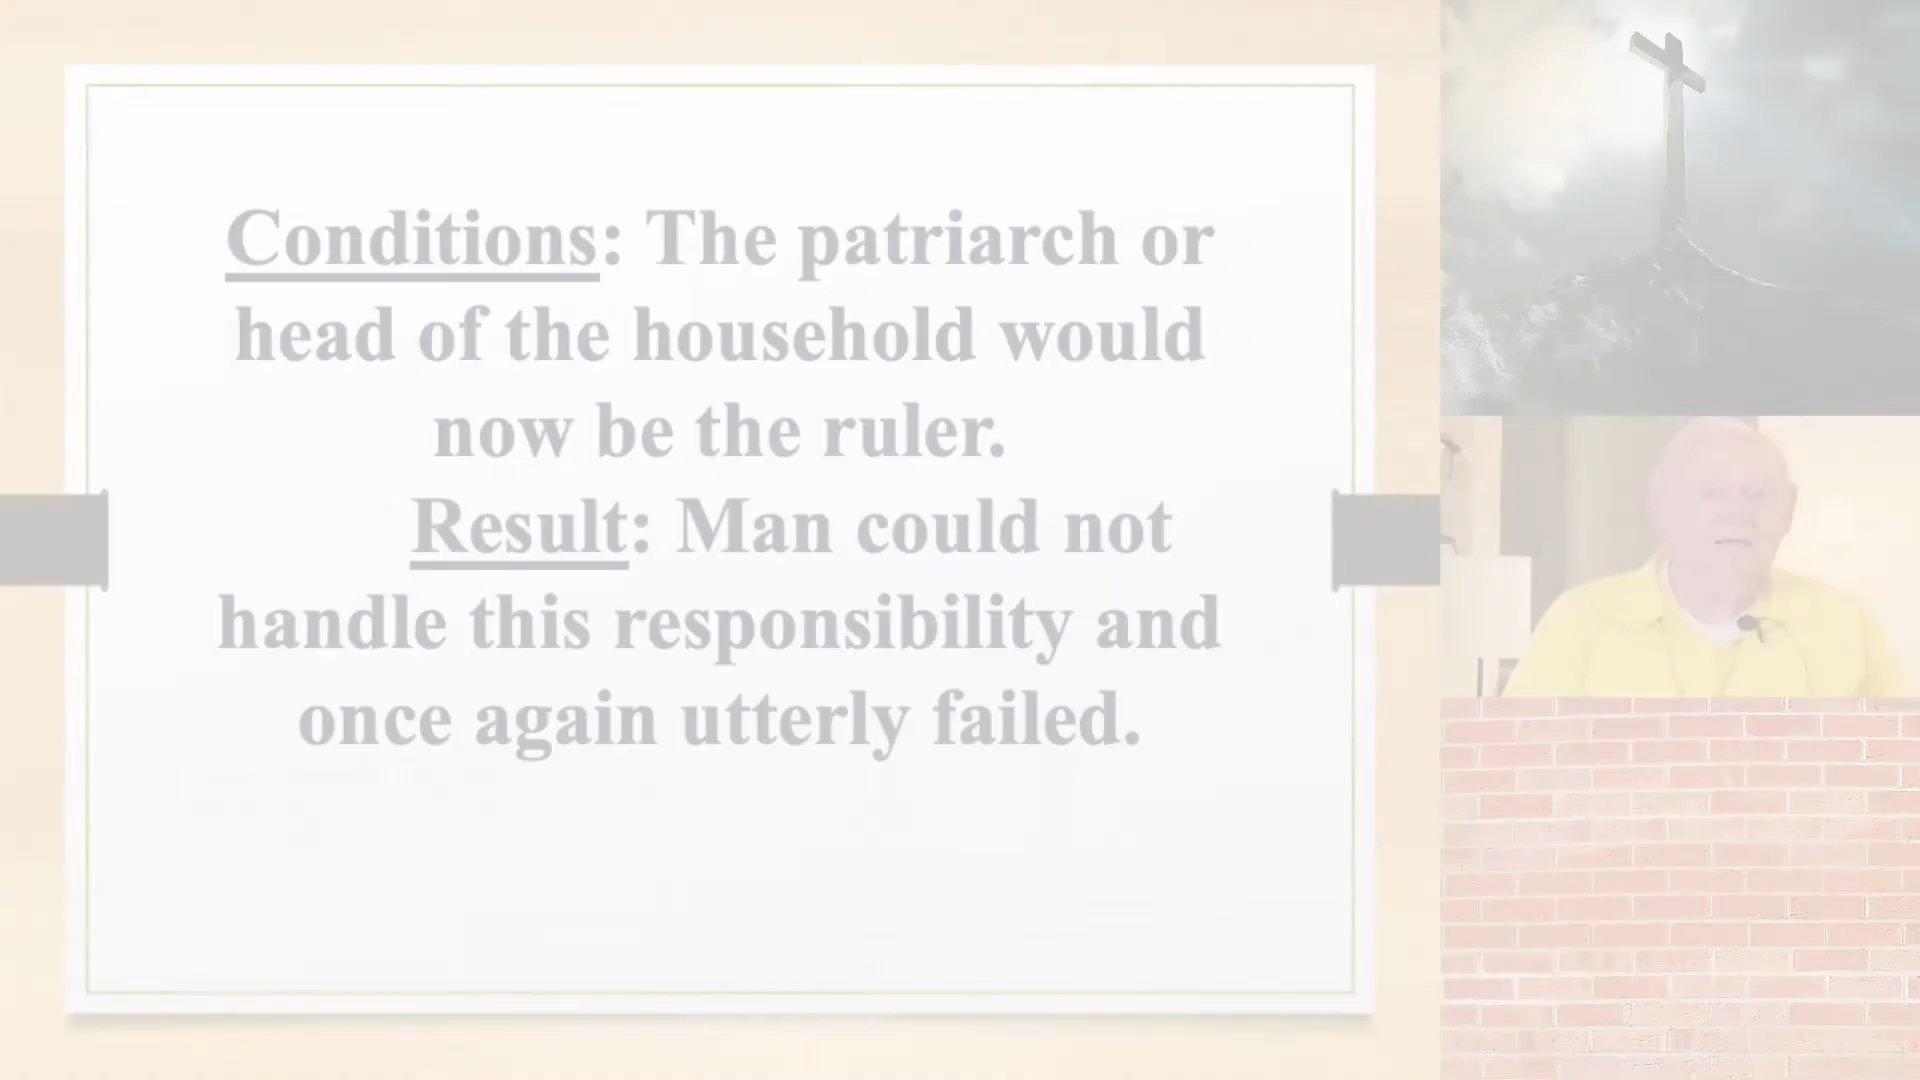 Conditions: The patriarch or
head of the household would
now be the ruler.
Result: Man could not
handle this responsibility and
once again utterly failed.